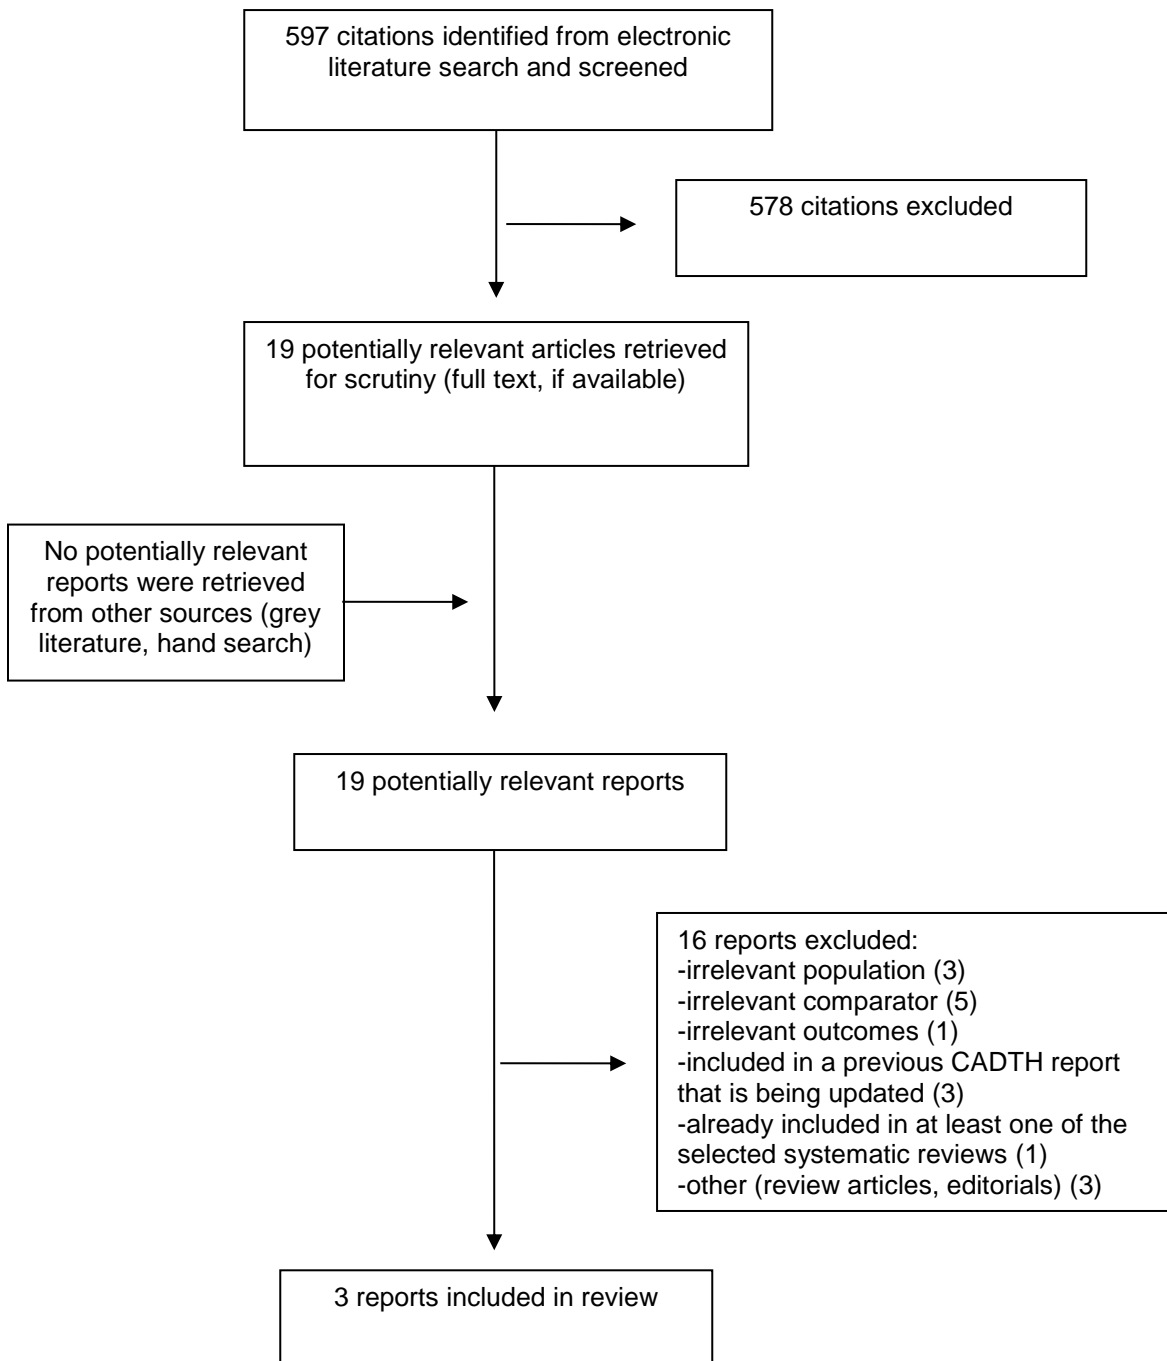 597 citations identified from electronic
literature search and screened
578 citations excluded
19 potentially relevant articles retrieved
for scrutiny (full text, if available)
No potentially relevant
reports were retrieved
from other sources (grey
literature, hand search)
19 potentially relevant reports
16 reports excluded:
-irrelevant population (3)
-irrelevant comparator (5)
-irrelevant outcomes (1)
-included in a previous CADTH report
that is being updated (3)
-already included in at least one of the
selected systematic reviews (1)
-other (review articles, editorials) (3)
3 reports included in review